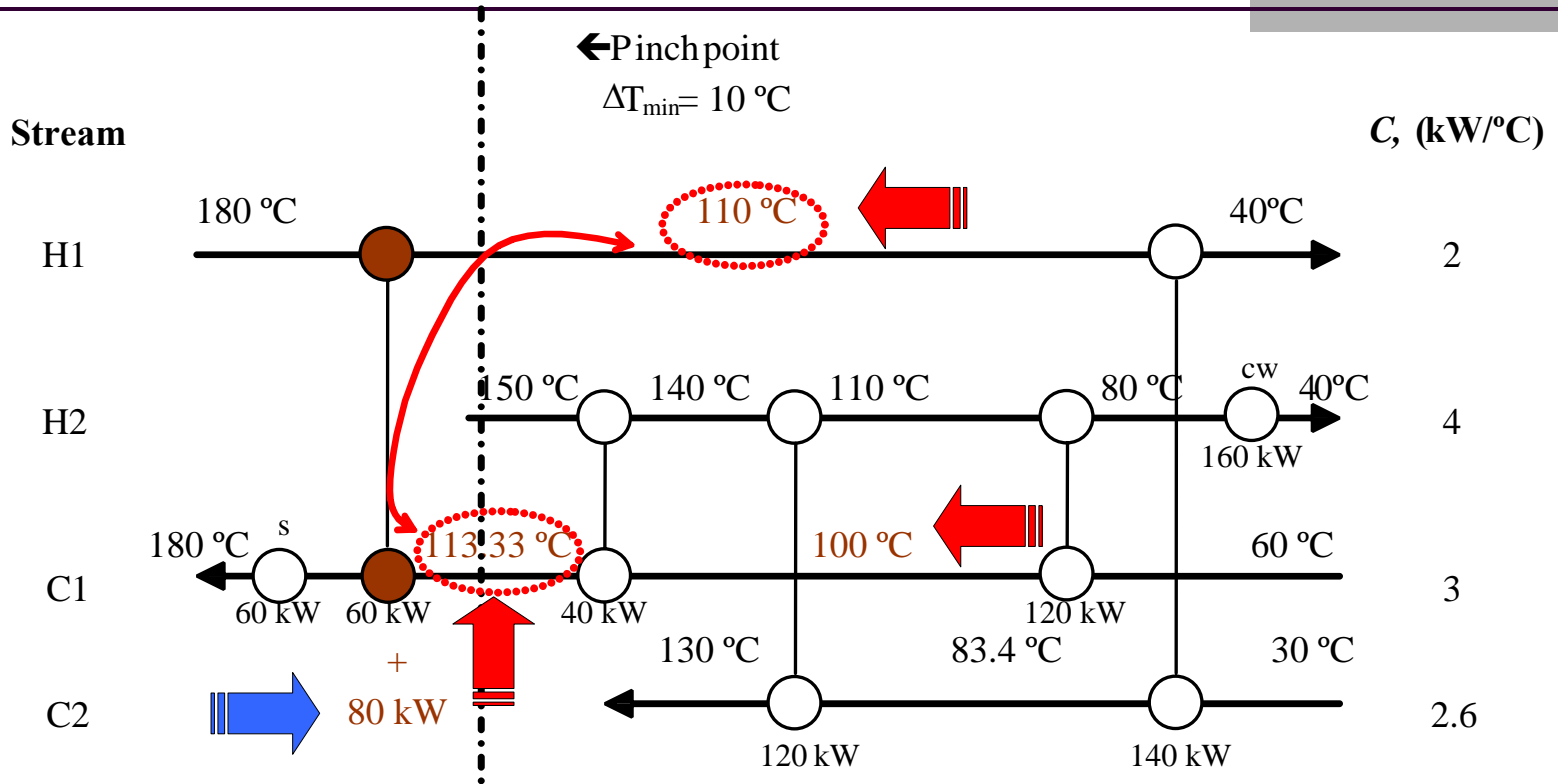 ←Pinch point
ΔTmin= 10 ºC
Stream
C, (kW/ºC)
180 ºC
110 ºC
40ºC
H1
2
150 ºC
140 ºC
110 ºC
80 ºC
cw
40ºC
H2
4
160 kW
s
180 ºC
113.33 ºC
100 ºC
60 ºC
C1
3
60 kW
60 kW
40 kW
120 kW
+
80 kW
130 ºC
83.4 ºC
30 ºC
C2
2.6
120 kW
140 kW